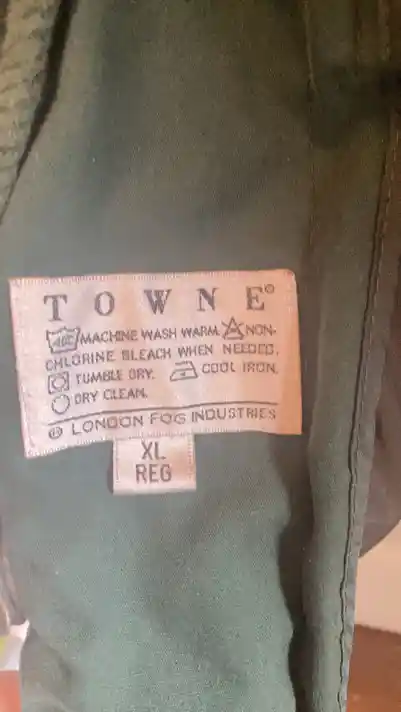 TOWNE®
40C MACHINE WASH WARM. NON-
CHLORINE BLEACH WHEN NEEDED.
TUMBLE DRY. COOL IRON.
DRY CLEAN.
® LONDON FOG INDUSTRIES
XL
REG